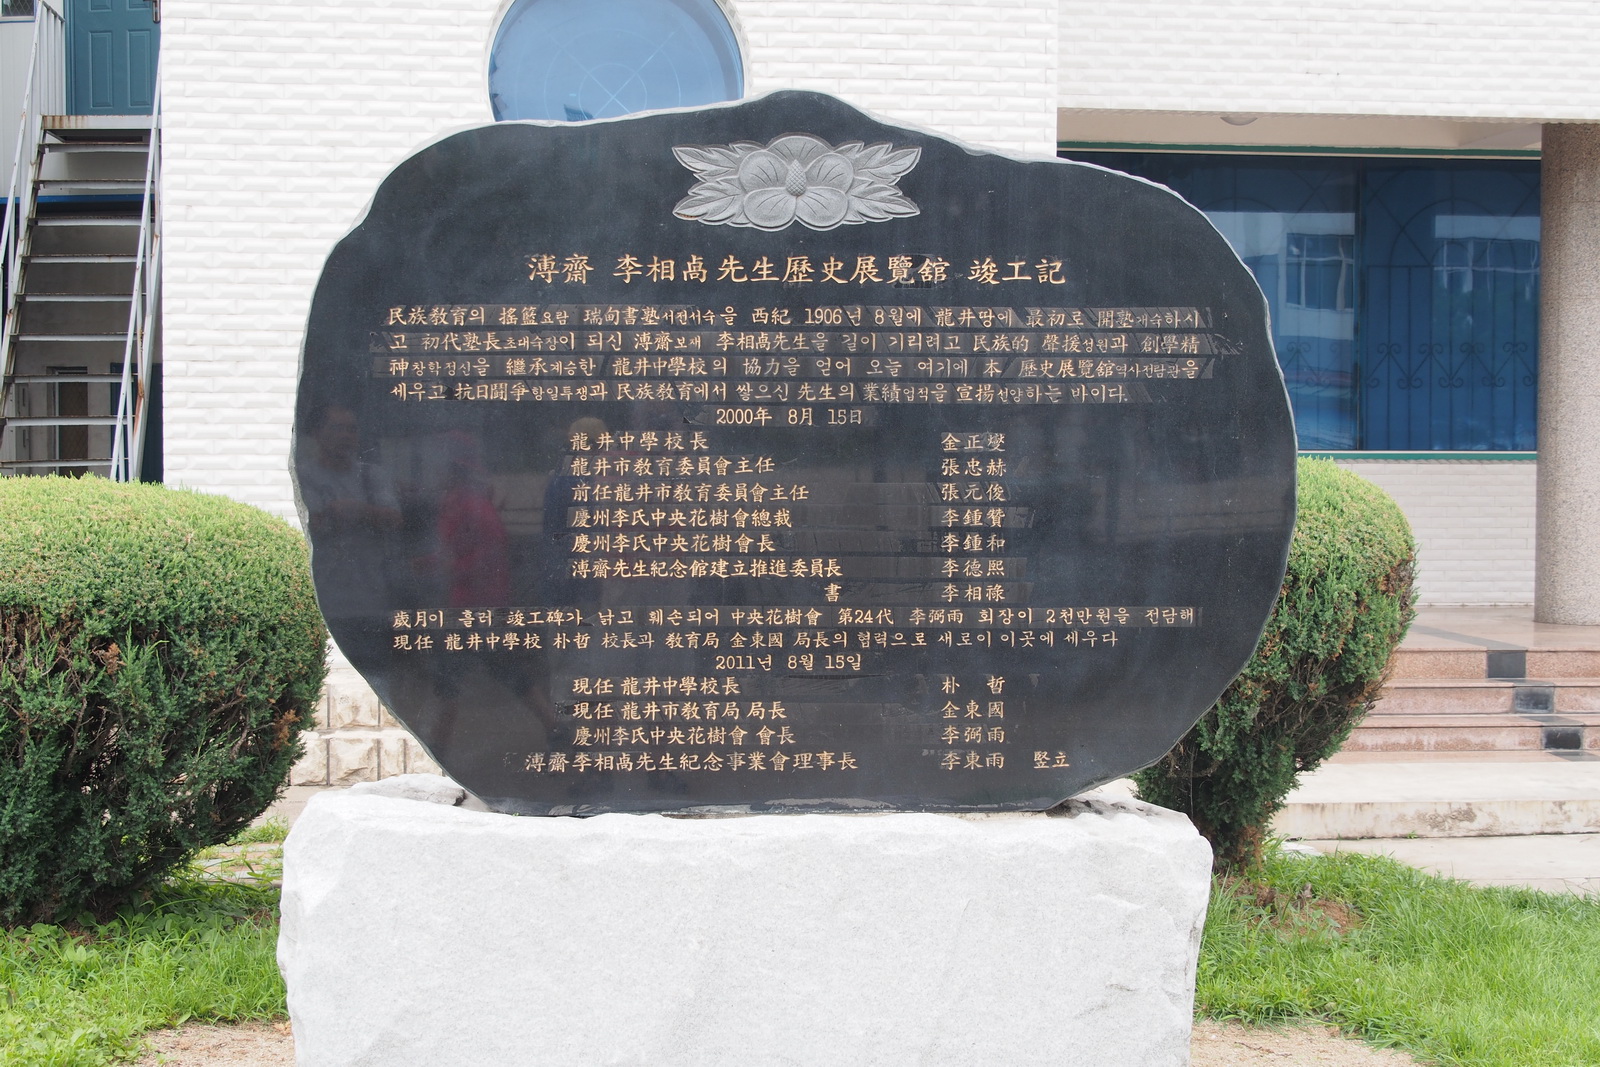 溥齋 李相卨先生歷史展覽舘 竣工記
民族敎育의 搖籃요람 瑞甸書塾서전서숙을 西紀 1906년 8월에 龍井땅에 最初로 開塾개숙하시
고 初代塾長초대숙장이 되신 溥齋보재 李相卨先生을 길이 기리려고 民族的 聲援성원과 創學精
神창학정신을 繼承계승한 龍井中學校의 協力을 얻어 오늘 여기에 本 歷史展覽舘역사전람관을
세우고 抗日鬪爭항일투쟁과 民族敎育에서 쌓으신 先生의 業績업적을 宣揚선양하는 바이다.
2000年 8月 15日
龍井中學校長 金正燮
龍井市敎育委員會主任 張忠赫
前任龍井市敎育委員會主任 張元俊
慶州李氏中央花樹會總裁 李鍾贊
慶州李氏中央花樹會長 李鍾和
溥齋先生紀念館建立推進委員長 李德熙
書 李相祿
歲月이 흘러 竣工碑가 낡고 훼손되어 中央花樹會 第24代 李弼雨 회장이 2천만원을 전담해
現任 龍井中學校 朴哲 校長과 敎育局 金東國 局長의 협력으로 새로이 이곳에 세우다
2011년 8월 15일
現任 龍井中學校長 朴 哲
現任 龍井市敎育局 局長 金東國
慶州李氏中央花樹會 會長 李弼雨
溥齋李相卨先生紀念事業會理事長 李東雨 竪立